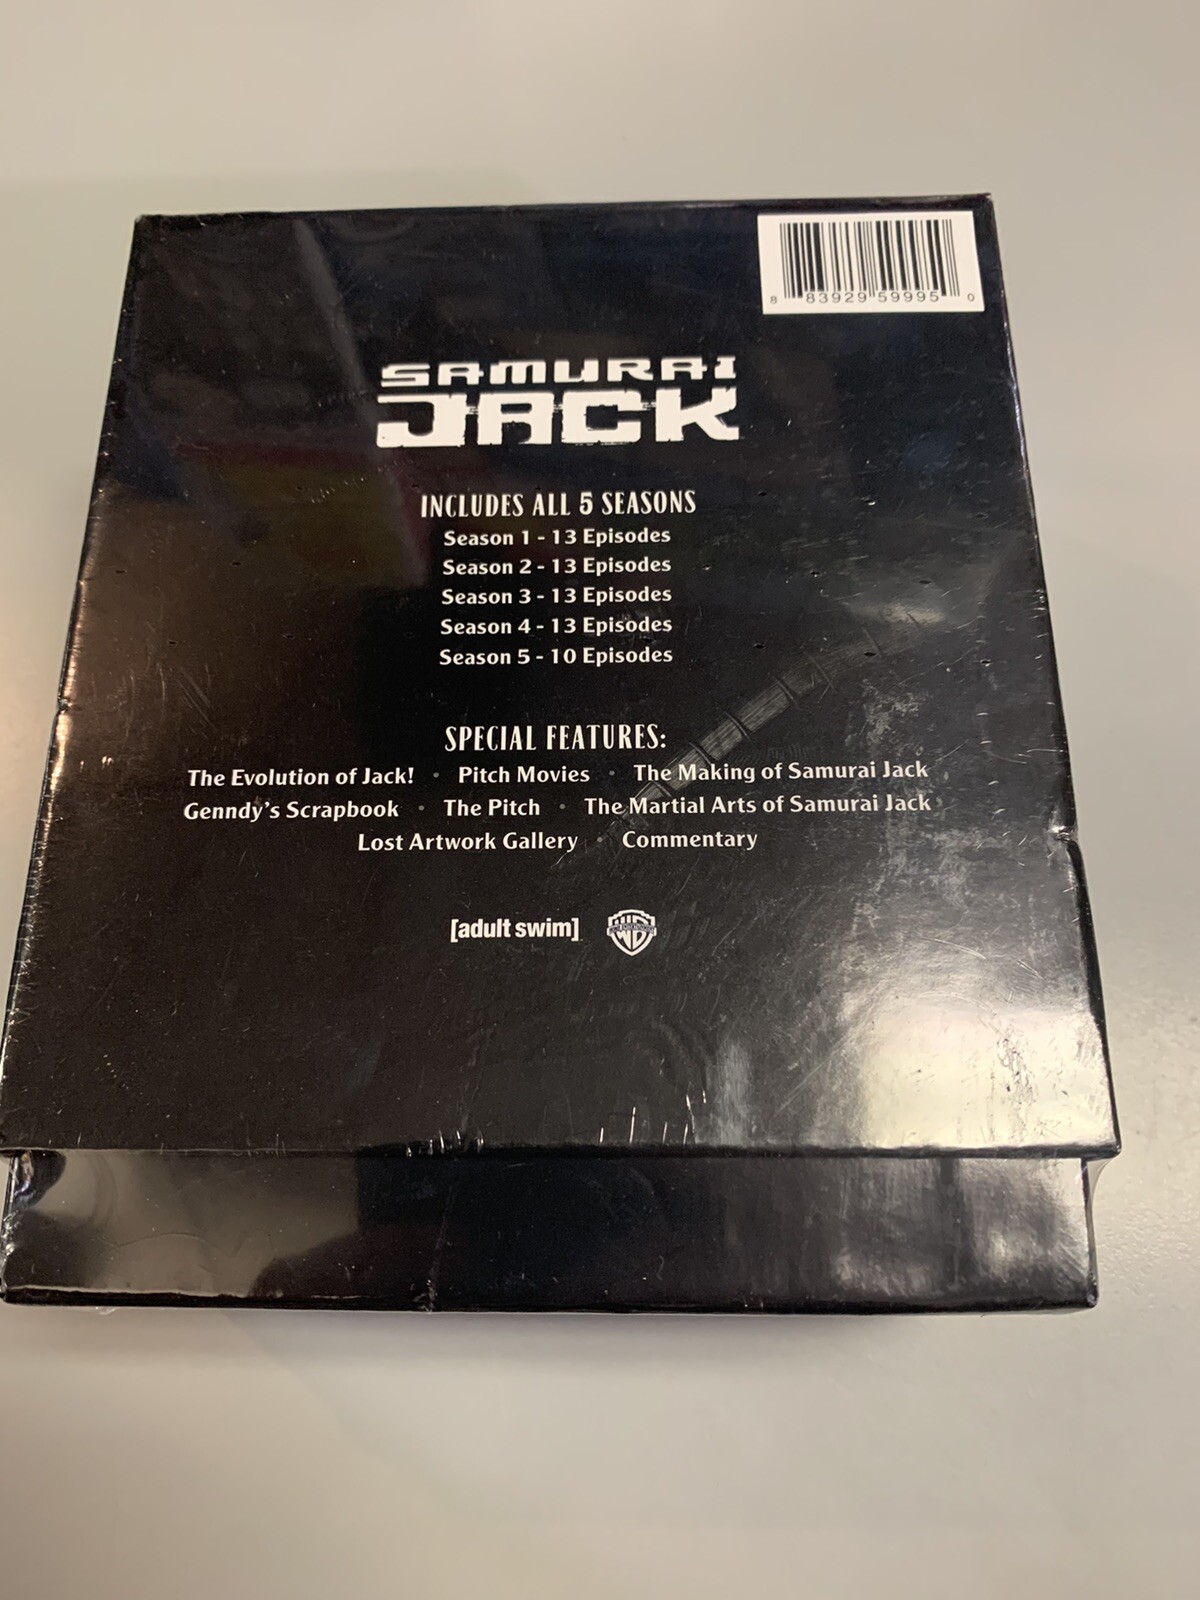 8 83929 59995 0
SAMURAI
JACK
INCLUDES ALL 5 SEASONS
Season 1 - 13 Episodes
Season 2 - 13 Episodes
Season 3 - 13 Episodes
Season 4 - 13 Episodes
Season 5 - 10 Episodes
SPECIAL FEATURES:
The Evolution of Jack! • Pitch Movies • The Making of Samurai Jack
Genndy's Scrapbook • The Pitch • The Martial Arts of Samurai Jack
Lost Artwork Gallery • Commentary
[adult swim] WB